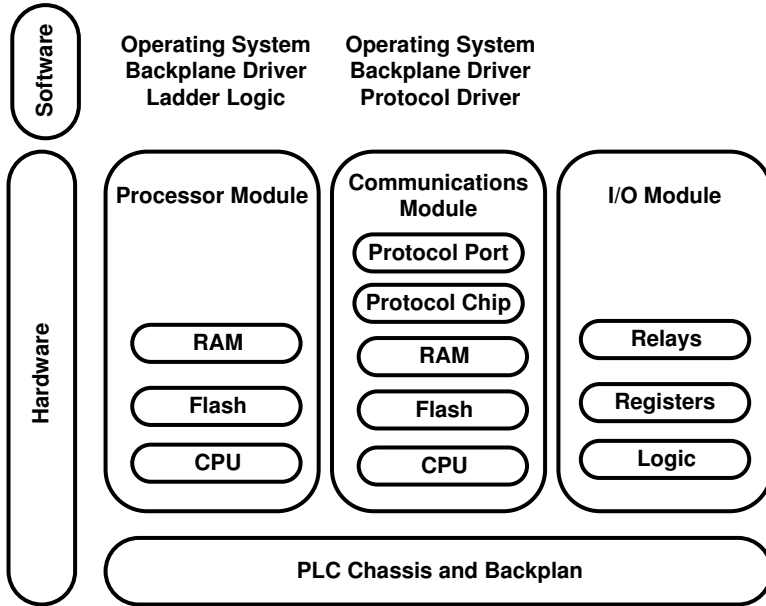 Software
Operating System
Backplane Driver
Ladder Logic
Operating System
Backplane Driver
Protocol Driver
Hardware
Processor Module
RAM
Flash
CPU
Communications
Module
Protocol Port
Protocol Chip
RAM
Flash
CPU
I/O Module
Relays
Registers
Logic
PLC Chassis and Backplan